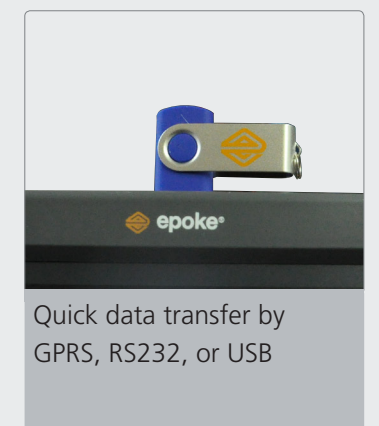 epoke®
Quick data transfer by
GPRS, RS232, or USB